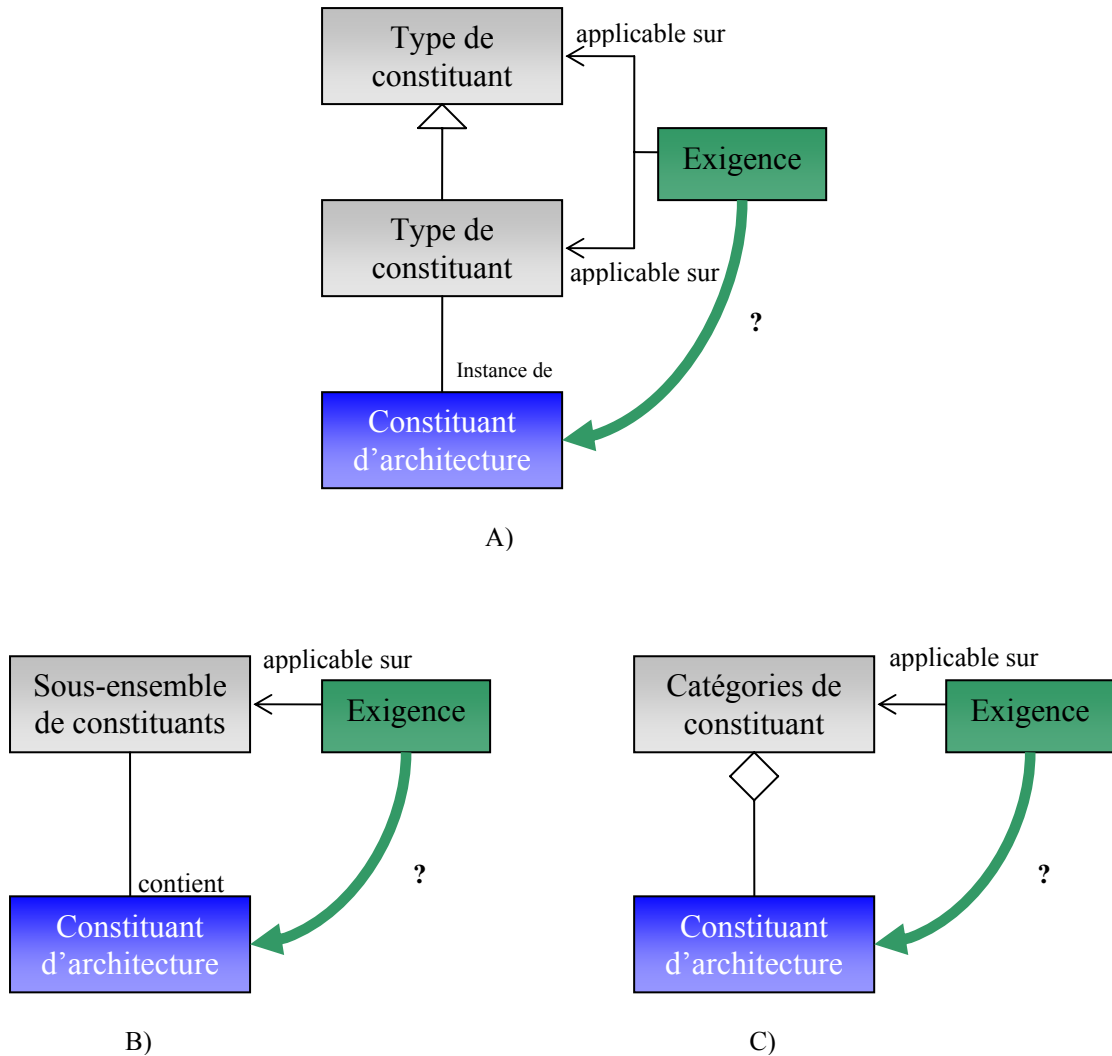 Type de
constituant
applicable sur
Exigence
Type de
constituant
applicable sur
?
Instance de
Constituant
d’architecture
A)
applicable sur
Sous-ensemble
de constituants
Exigence
?
contient
Constituant
d’architecture
B)
applicable sur
Catégories de
constituant
Exigence
?
Constituant
d’architecture
C)